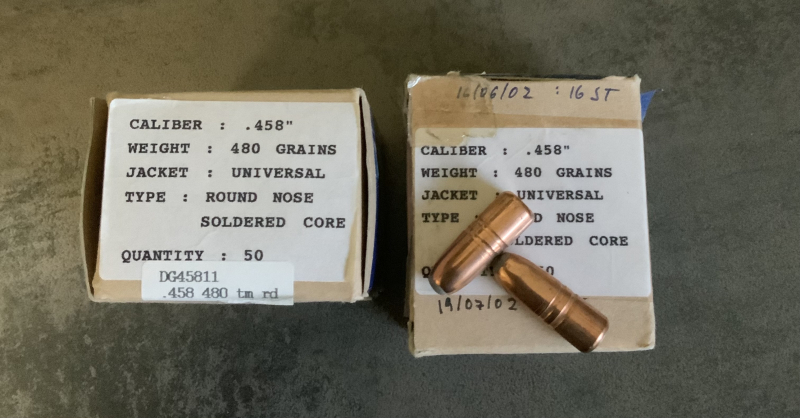 CALIBER : .458"
WEIGHT : 480 GRAINS
JACKET : UNIVERSAL
TYPE : ROUND NOSE
SOLDERED CORE
QUANTITY : 50
DG45811
.458 480 tm rd
16/06/02 : 16 ST
CALIBER : .458"
WEIGHT : 480 GRAINS
JACKET : UNIVERSAL
TYPE D NOSE
LDERED CORE
19/07/02